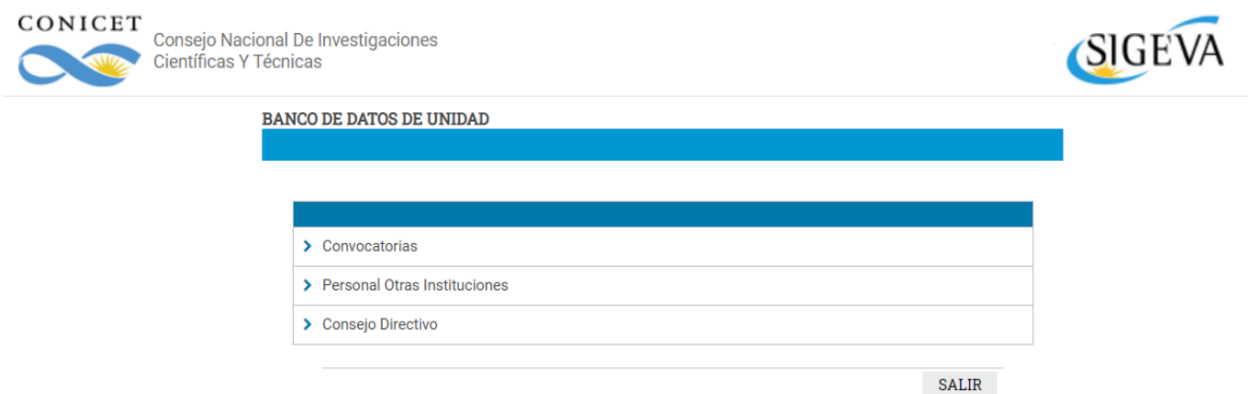 CONICET
Consejo Nacional De Investigaciones
Científicas Y Técnicas
SIGEVA
BANCO DE DATOS DE UNIDAD
Convocatorias
Personal Otras Instituciones
Consejo Directivo
SALIR